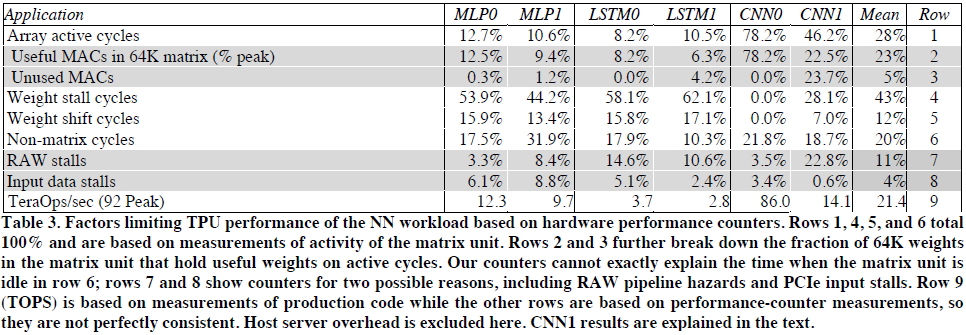 Application MLP0 MLP1 LSTM0 LSTM1 CNN0 CNN1 Mean Row
Array active cycles 12.7% 10.6% 8.2% 10.5% 78.2% 46.2% 28% 1
Useful MACs in 64K matrix (% peak) 12.5% 9.4% 8.2% 6.3% 78.2% 22.5% 23% 2
Unused MACs 0.3% 1.2% 0.0% 4.2% 0.0% 23.7% 5% 3
Weight stall cycles 53.9% 44.2% 58.1% 62.1% 0.0% 28.1% 43% 4
Weight shift cycles 15.9% 13.4% 15.8% 17.1% 0.0% 7.0% 12% 5
Non-matrix cycles 17.5% 31.9% 17.9% 10.3% 21.8% 18.7% 20% 6
RAW stalls 3.3% 8.4% 14.6% 10.6% 3.5% 22.8% 11% 7
Input data stalls 6.1% 8.8% 5.1% 2.4% 3.4% 0.6% 4% 8
TeraOps/sec (92 Peak) 12.3 9.7 3.7 2.8 86.0 14.1 21.4 9
Table 3. Factors limiting TPU performance of the NN workload based on hardware performance counters. Rows 1, 4, 5, and 6 total
100% and are based on measurements of activity of the matrix unit. Rows 2 and 3 further break down the fraction of 64K weights
in the matrix unit that hold useful weights on active cycles. Our counters cannot exactly explain the time when the matrix unit is
idle in row 6; rows 7 and 8 show counters for two possible reasons, including RAW pipeline hazards and PCIe input stalls. Row 9
(TOPS) is based on measurements of production code while the other rows are based on performance-counter measurements, so
they are not perfectly consistent. Host server overhead is excluded here. CNN1 results are explained in the text.